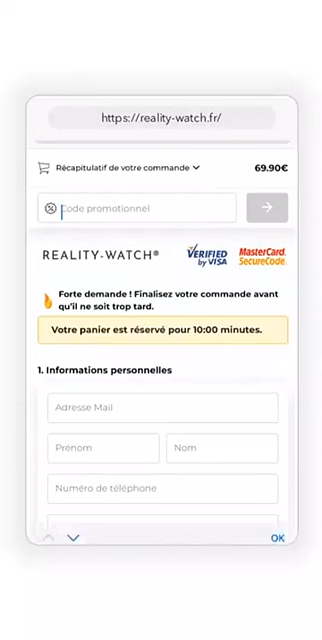 https://reality-watch.fr/
Récapitulatif de votre commande
69.90€
Code promotionnel
REALITY-WATCH®
VERIFIED
by VISA
MasterCard.
SecureCode.
Forte demande ! Finalisez votre commande avant
qu'il ne soit trop tard.
Votre panier est réservé pour 10:00 minutes.
1. Informations personnelles
Adresse Mail
Prénom
Nom
Numéro de téléphone
OK